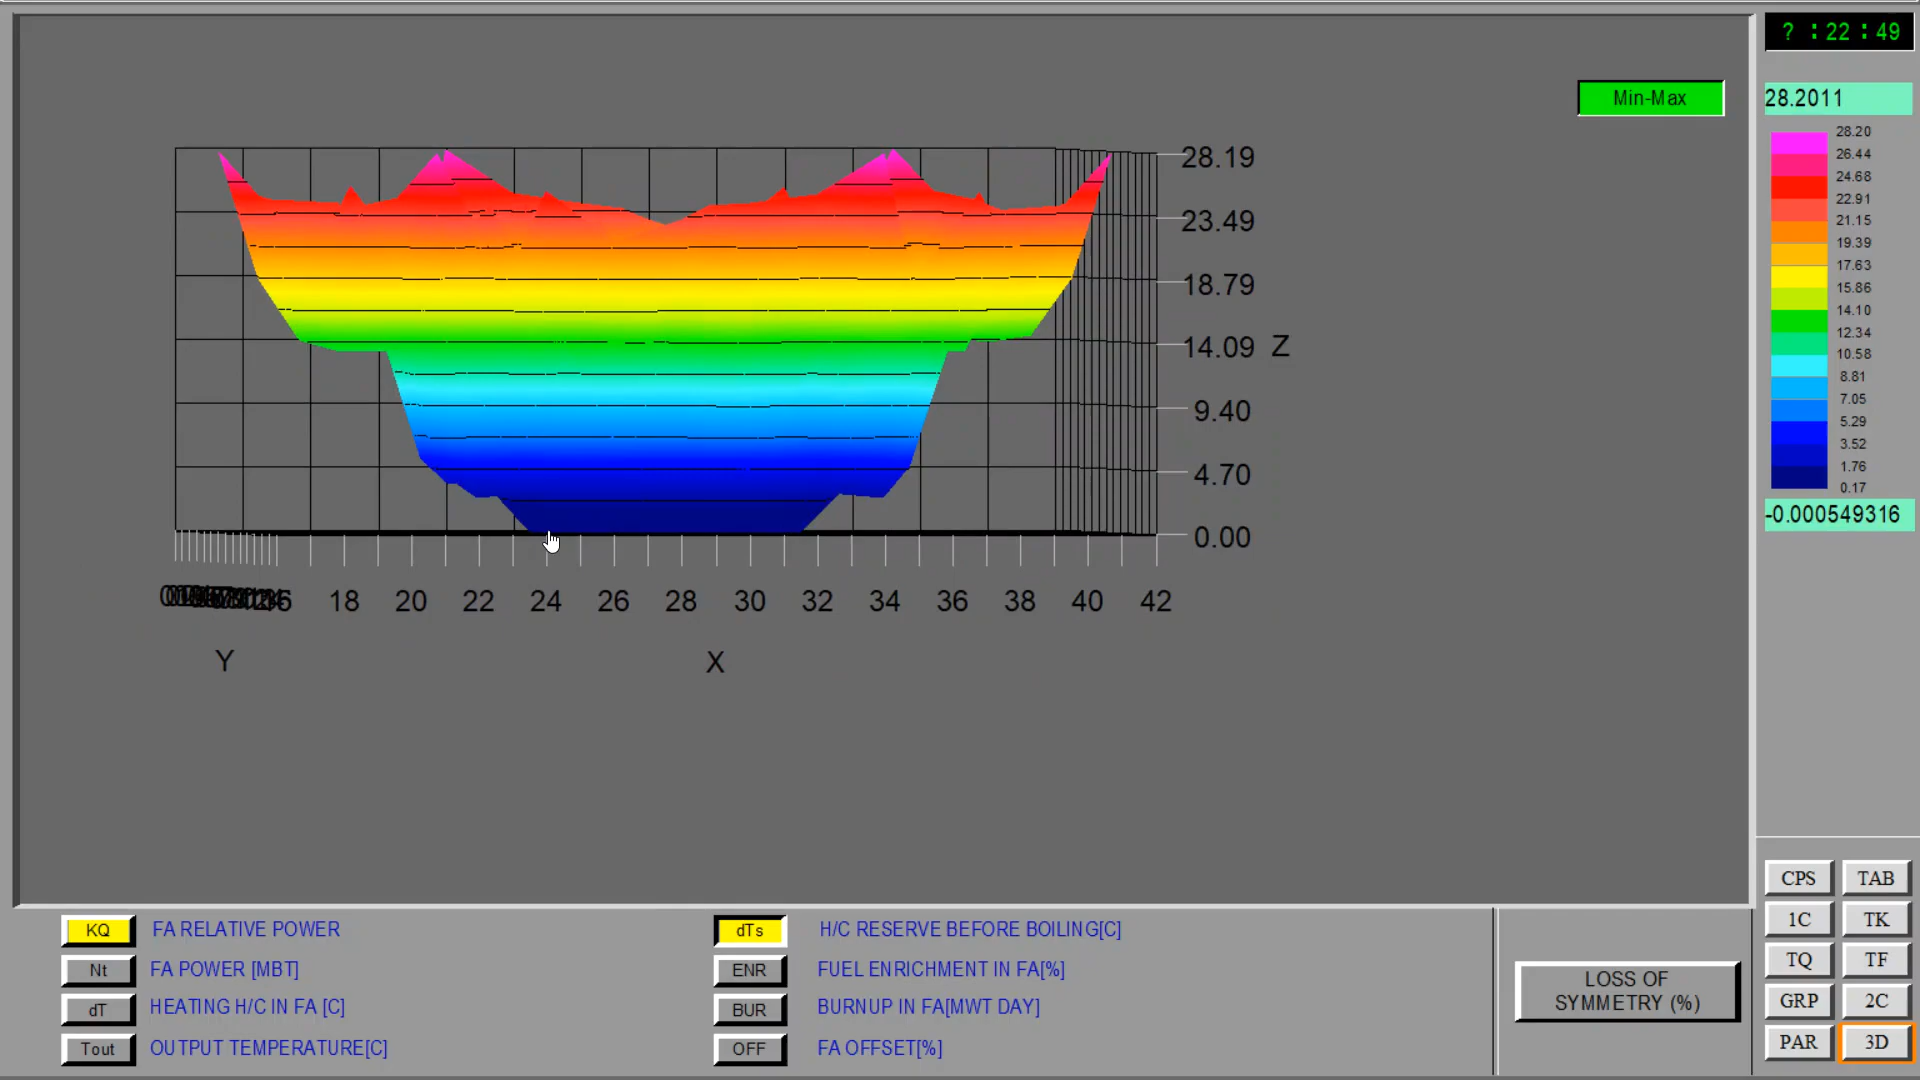 ? : 22 : 49
Min-Max
28.2011
28.20
26.44
24.68
22.91
21.15
19.39
17.63
15.86
14.10
12.34
10.58
8.81
7.05
5.29
3.52
1.76
0.17
-0.000549316
28.19
23.49
18.79
14.09 Z
9.40
4.70
0.00
18 20 22 24 26 28 30 32 34 36 38 40 42
Y X
KQ FA RELATIVE POWER
Nt FA POWER [MBT]
dT HEATING H/C IN FA [C]
Tout OUTPUT TEMPERATURE[C]
dTs H/C RESERVE BEFORE BOILING[C]
ENR FUEL ENRICHMENT IN FA[%]
BUR BURNUP IN FA[MWT DAY]
OFF FA OFFSET[%]
LOSS OF
SYMMETRY (%)
CPS TAB
1C TK
TQ TF
GRP 2C
PAR 3D